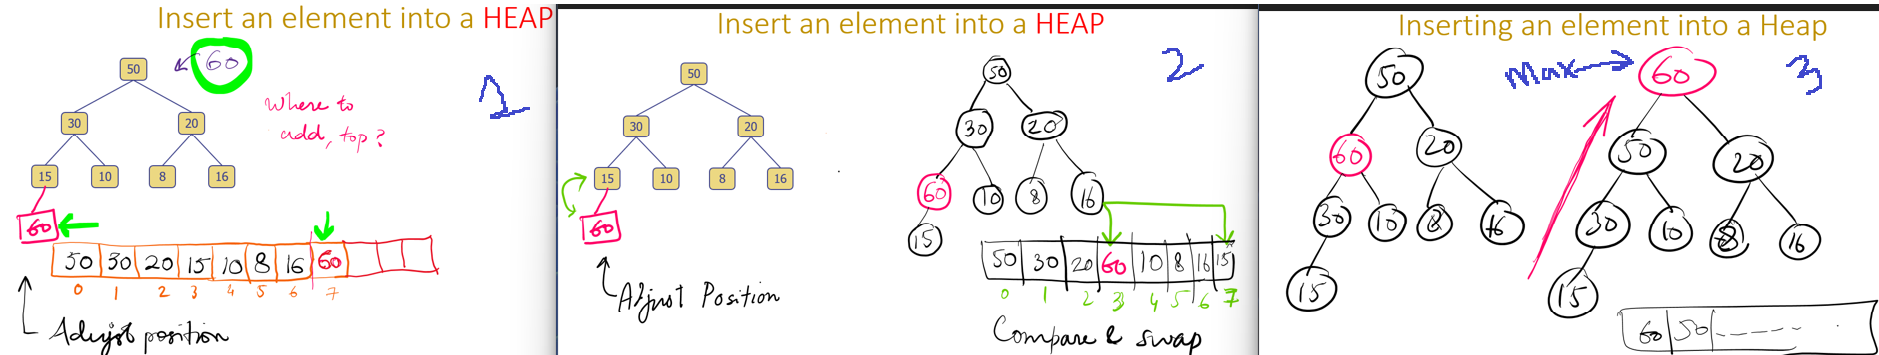 Insert an element into a HEAP
1
50
60
Where to
add, top?
30 20
15 10 8 16
60
50 30 20 15 10 8 16 60
0 1 2 3 4 5 6 7
Adujst position
Insert an element into a HEAP
2
50
30 20
15 10 8 16
60
Adjust Position
50
30 20
60 10 8 16
15
50 30 20 60 10 8 16 15
0 1 2 3 4 5 6 7
Compare & swap
Inserting an element into a Heap
3
50
60 20
30 10 8 16
15
Max
60
50 20
30 10 8 16
15
60 50